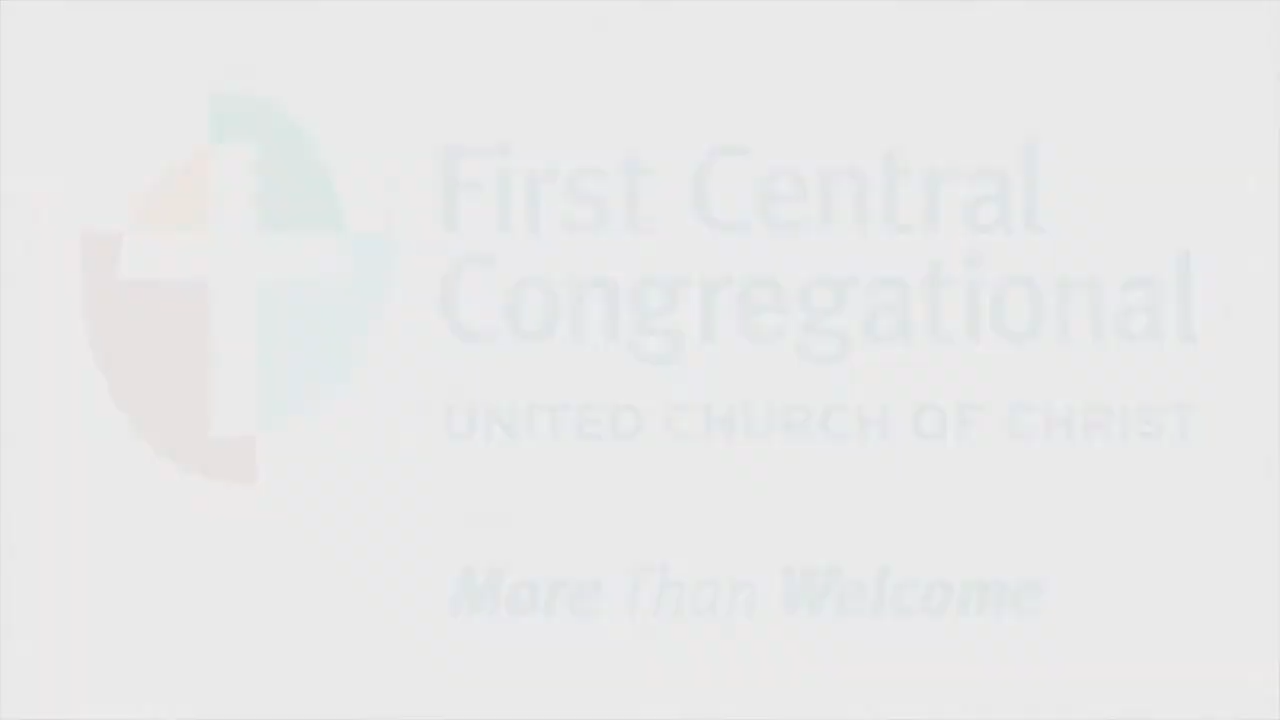 First Central
Congregational
UNITED CHURCH OF CHRIST
More Than Welcome